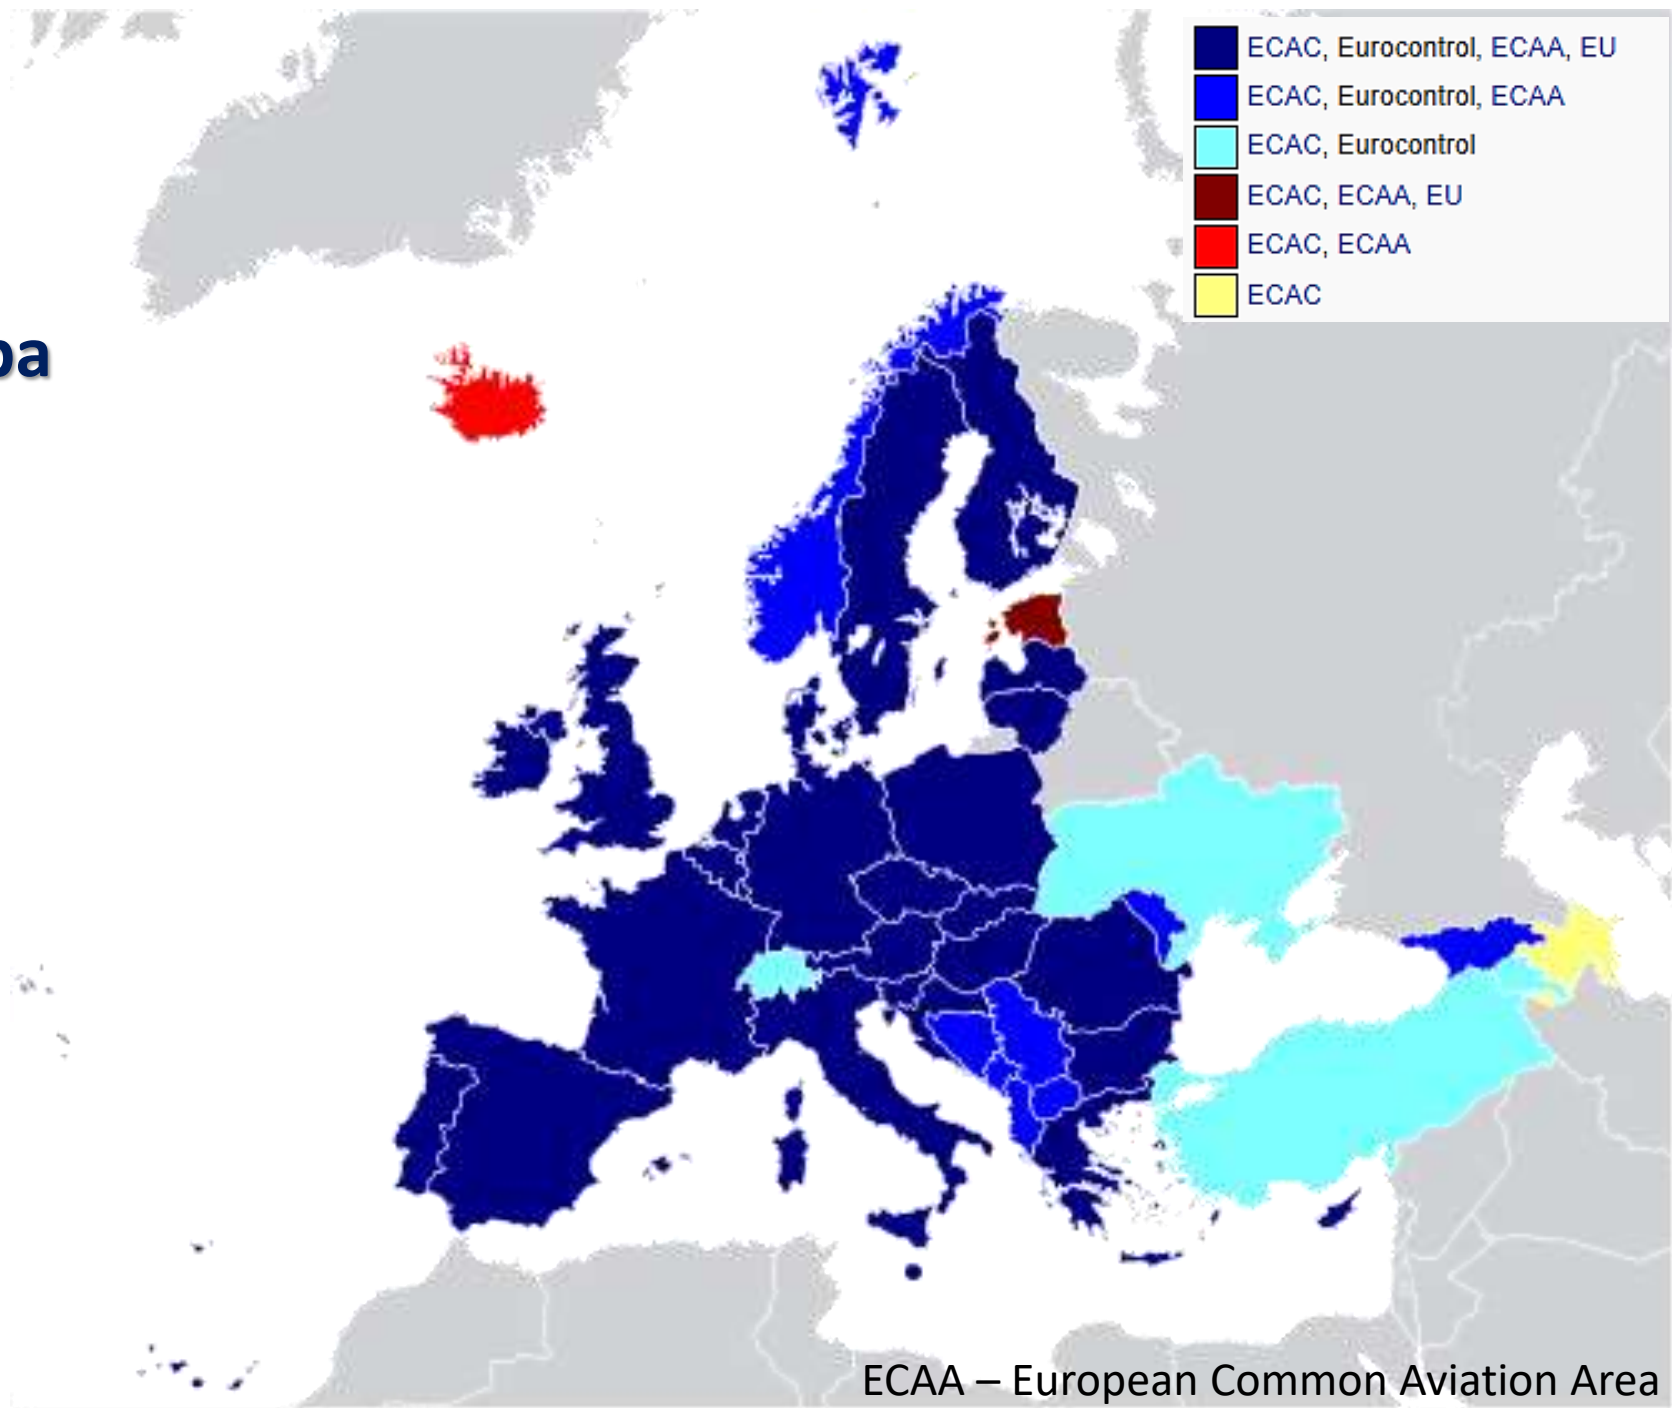 ECAC, Eurocontrol, ECAA, EU
ECAC, Eurocontrol, ECAA
ECAC, Eurocontrol
ECAC, ECAA, EU
ECAC, ECAA
ECAC
pa
ECAA – European Common Aviation Area